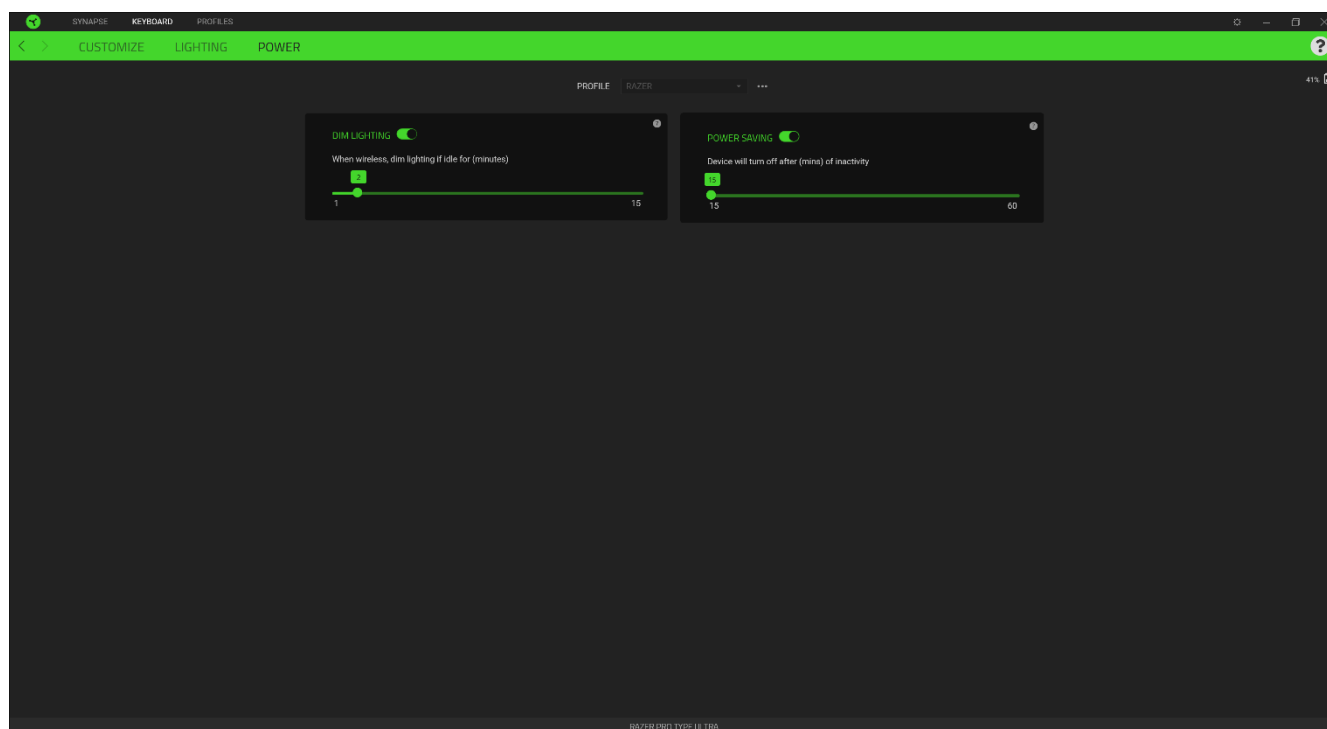 SYNAPSE KEYBOARD PROFILES
CUSTOMIZE LIGHTING POWER
?
41%
PROFILE RAZER
DIM LIGHTING
?
When wireless, dim lighting if idle for (minutes)
2
1 15
POWER SAVING
?
Device will turn off after (mins) of inactivity
15
15 60
RAZER PRO TYPE ULTRA